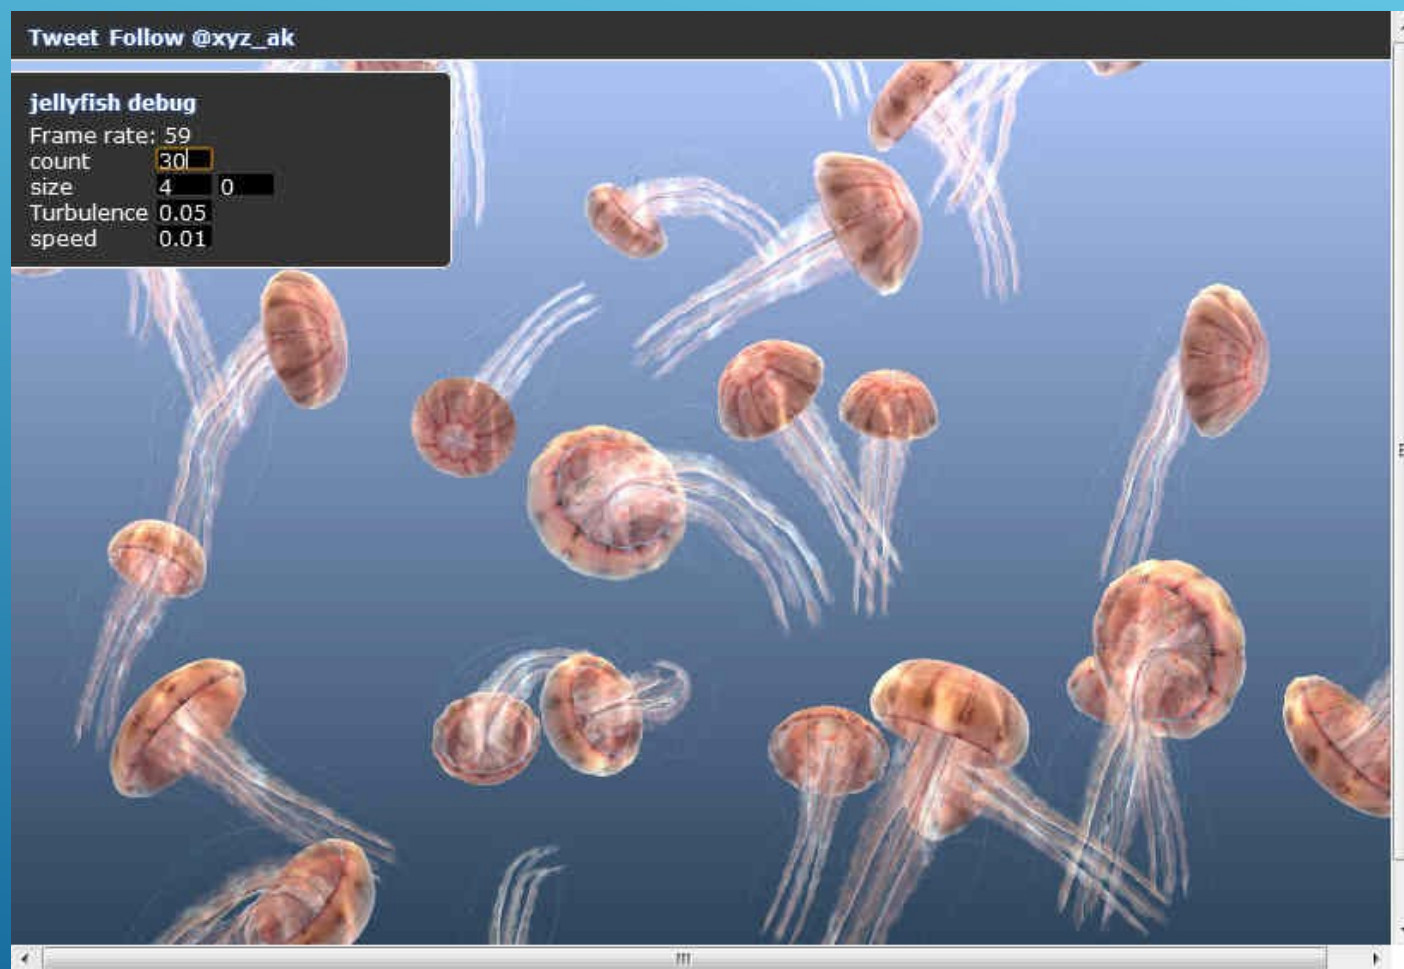 Tweet Follow @xyz_ak
jellyfish debug
Frame rate: 59
count 30
size 4 0
Turbulence 0.05
speed 0.01